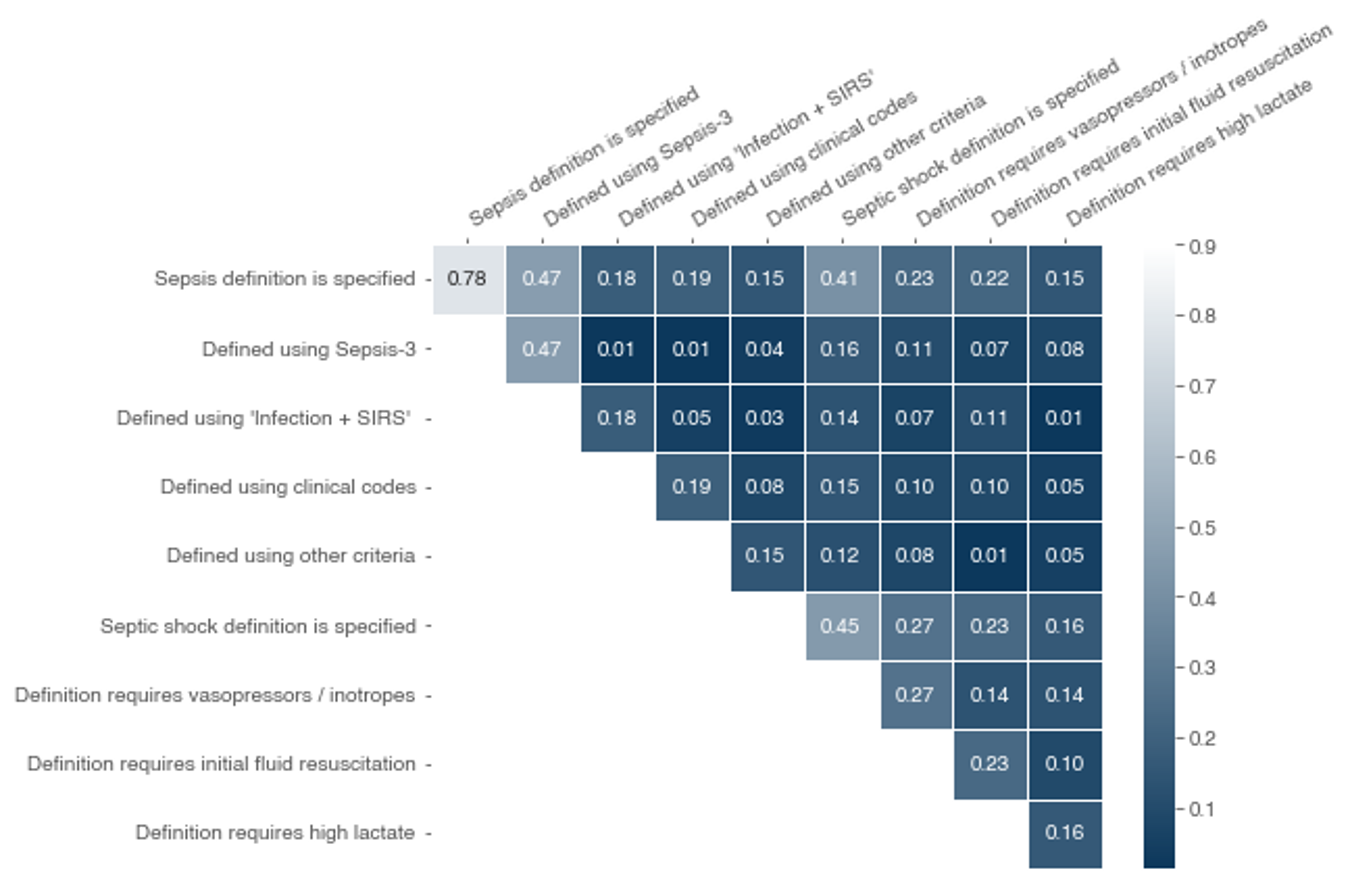 Sepsis definition is specified
Defined using Sepsis-3
Defined using 'Infection + SIRS'
Defined using clinical codes
Defined using other criteria
Septic shock definition is specified
Definition requires vasopressors / inotropes
Definition requires initial fluid resuscitation
Definition requires high lactate
Sepsis definition is specified 0.78 0.47 0.18 0.19 0.15 0.41 0.23 0.22 0.15
Defined using Sepsis-3 0.47 0.01 0.01 0.04 0.16 0.11 0.07 0.08
Defined using 'Infection + SIRS' 0.18 0.05 0.03 0.14 0.07 0.11 0.01
Defined using clinical codes 0.19 0.08 0.15 0.10 0.10 0.05
Defined using other criteria 0.15 0.12 0.08 0.01 0.05
Septic shock definition is specified 0.45 0.27 0.23 0.16
Definition requires vasopressors / inotropes 0.27 0.14 0.14
Definition requires initial fluid resuscitation 0.23 0.10
Definition requires high lactate 0.16
0.9
0.8
0.7
0.6
0.5
0.4
0.3
0.2
0.1